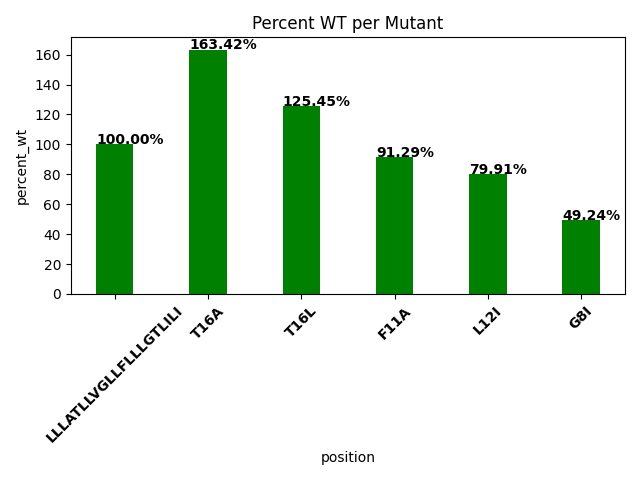 Percent WT per Mutant
percent_wt
160
140
120
100
80
60
40
20
0
100.00%
163.42%
125.45%
91.29%
79.91%
49.24%
LLLATLLVGLLFLLLGTLILI
T16A
T16L
F11A
L12I
G8I
position